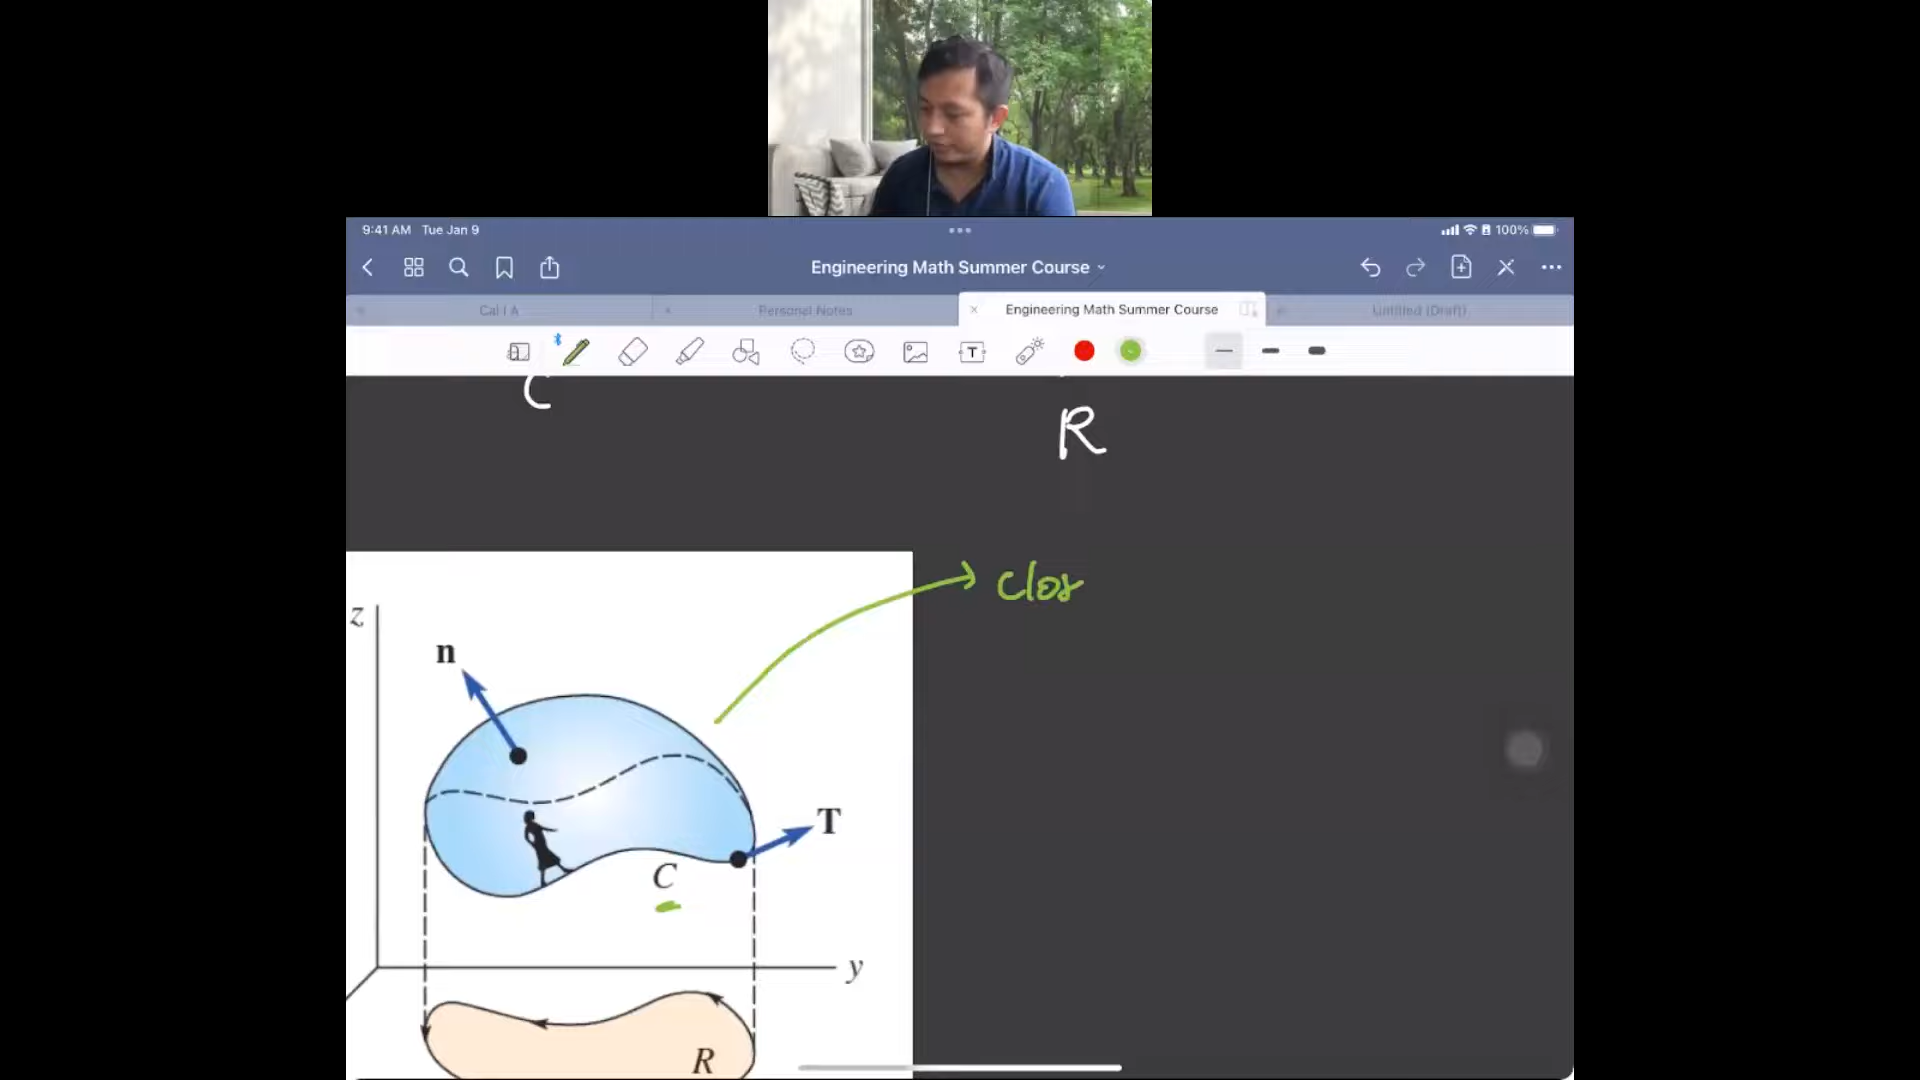 9:41 AM Tue Jan 9
100%
Engineering Math Summer Course
Cal I A
Personal Notes
Engineering Math Summer Course
Untitled (Draft)
T
C
R
Clos
z
n
T
C
y
R